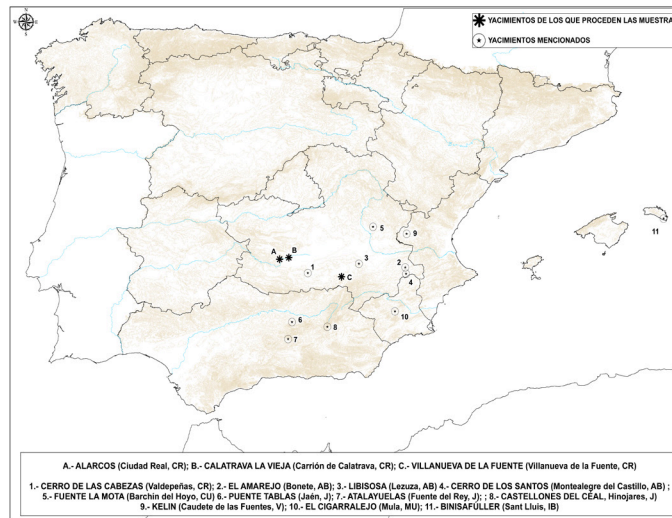 N
W E
S
YACIMIENTOS DE LOS QUE PROCEDEN LAS MUESTRA
YACIMIENTOS MENCIONADOS
5
9
11
A
B
3
2
1
C
4
10
6
8
7
A.- ALARCOS (Ciudad Real, CR); B.- CALATRAVA LA VIEJA (Carrión de Calatrava, CR); C.- VILLANUEVA DE LA FUENTE (Villanueva de la Fuente, CR)
1.- CERRO DE LAS CABEZAS (Valdepeñas, CR); 2.- EL AMAREJO (Bonete, AB); 3.- LIBISOSA (Lezuza, AB) 4.- CERRO DE LOS SANTOS (Montealegre del Castillo, AB) ;
5.- FUENTE LA MOTA (Barchín del Hoyo, CU) 6.- PUENTE TABLAS (Jaén, J); 7.- ATALAYUELAS (Fuente del Rey, J); ; 8.- CASTELLONES DEL CÉAL, Hinojares, J)
9.- KELIN (Caudete de las Fuentes, V); 10.- EL CIGARRALEJO (Mula, MU); 11.- BINISAFÚLLER (Sant Lluis, IB)